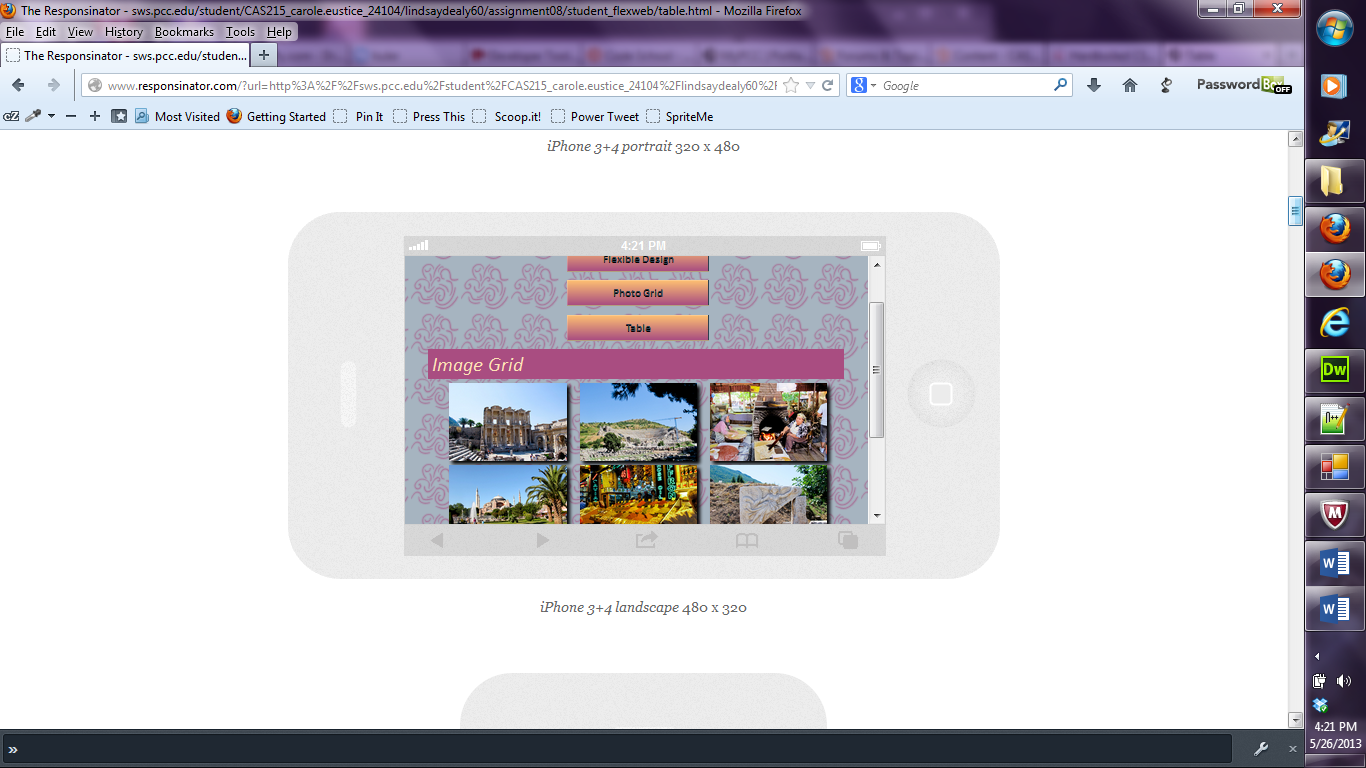 The Responsinator - sws.pcc.edu/student/CAS215_carole.eustice_24104/lindsaydealy60/assignment08/student_flexweb/table.html - Mozilla Firefox
File Edit View History Bookmarks Tools Help
The Responsinator - sws.pcc.edu/studen... +
www.responsinator.com/?url=http%3A%2F%2Fsws.pcc.edu%2Fstudent%2FCAS215_carole.eustice_24104%2Flindsaydealy60%2F
Google
PasswordBox OFF
Most Visited Getting Started Pin It Press This Scoop.it! Power Tweet SpriteMe
iPhone 3+4 portrait 320 x 480
4:21 PM
Flexible Design
Photo Grid
Table
Image Grid
iPhone 3+4 landscape 480 x 320
Dw
4:21 PM
5/26/2013